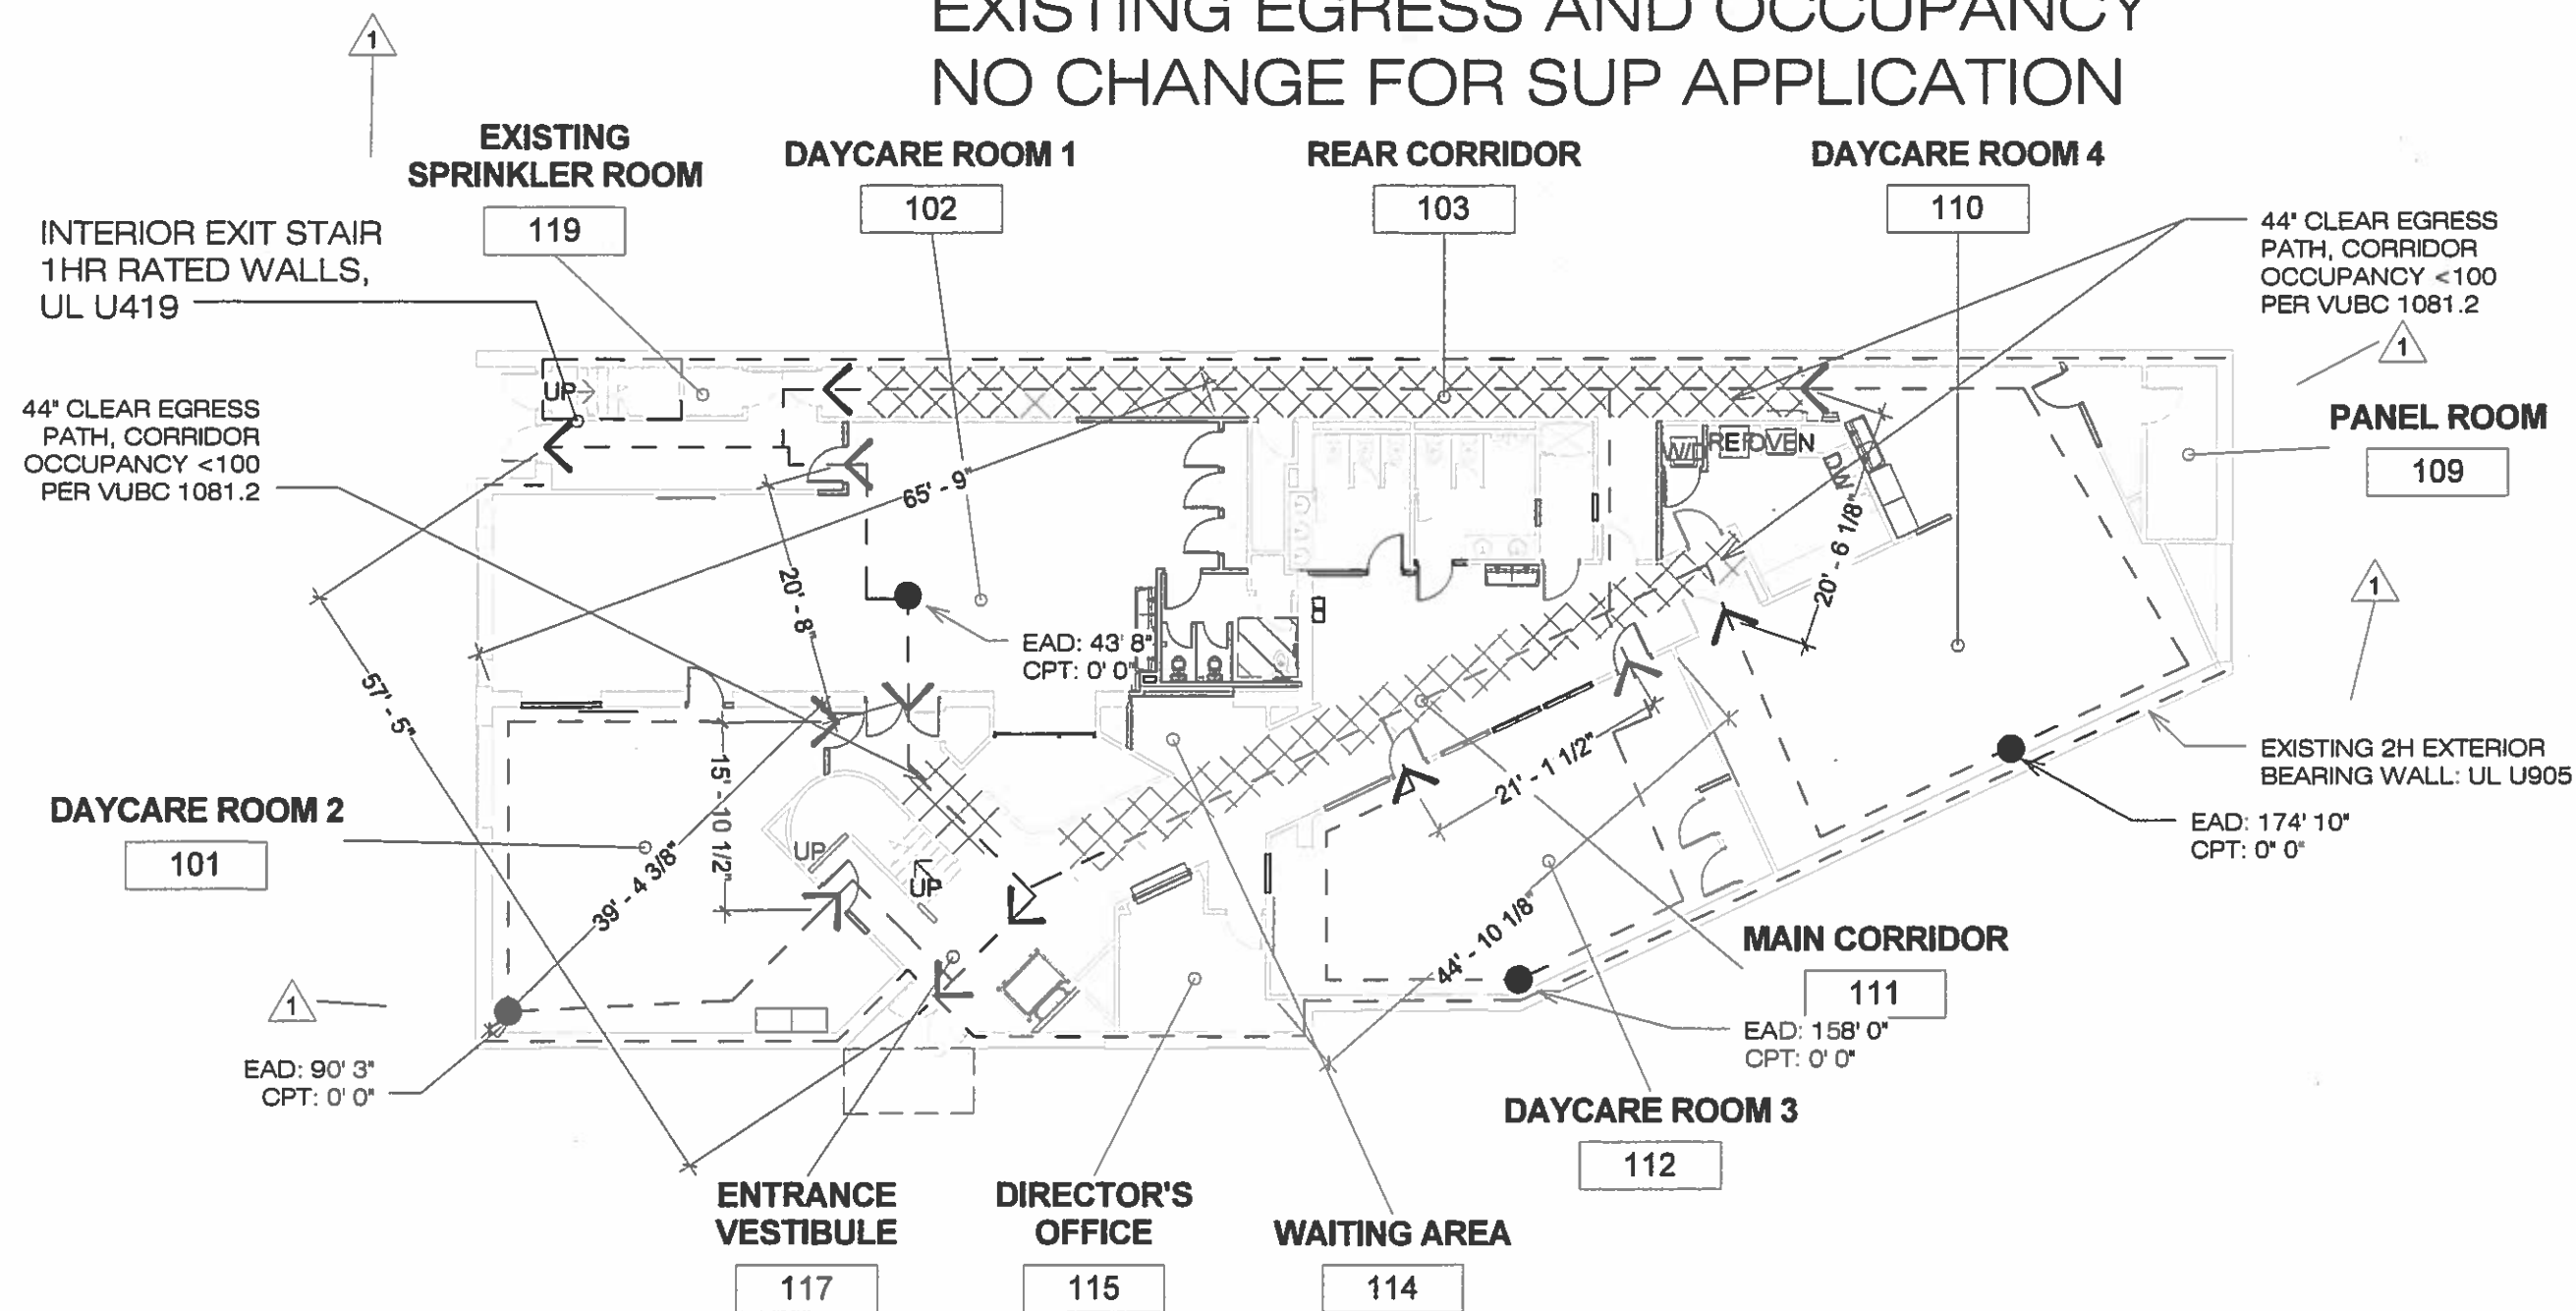 EXISTING EGRESS AND OCCUPANCY
NO CHANGE FOR SUP APPLICATION
1
EXISTING
SPRINKLER ROOM
119
DAYCARE ROOM 1
102
REAR CORRIDOR
103
DAYCARE ROOM 4
110
INTERIOR EXIT STAIR
1HR RATED WALLS,
UL U419
44" CLEAR EGRESS
PATH, CORRIDOR
OCCUPANCY <100
PER VUBC 1081.2
1
44" CLEAR EGRESS
PATH, CORRIDOR
OCCUPANCY <100
PER VUBC 1081.2
UP
PANEL ROOM
109
REF
OVEN
DW
65' - 9"
20' - 8"
20' - 6 1/8"
1
EAD: 43' 8"
CPT: 0' 0"
57' - 5"
15' - 10 1/2"
21' - 1 1/2"
EXISTING 2H EXTERIOR
BEARING WALL: UL U905
EAD: 174' 10"
CPT: 0" 0"
DAYCARE ROOM 2
101
UP
UP
39' - 4 3/8"
44' - 10 1/8"
MAIN CORRIDOR
111
1
EAD: 158' 0"
CPT: 0' 0"
EAD: 90' 3"
CPT: 0' 0"
DAYCARE ROOM 3
112
ENTRANCE
VESTIBULE
117
DIRECTOR'S
OFFICE
115
WAITING AREA
114